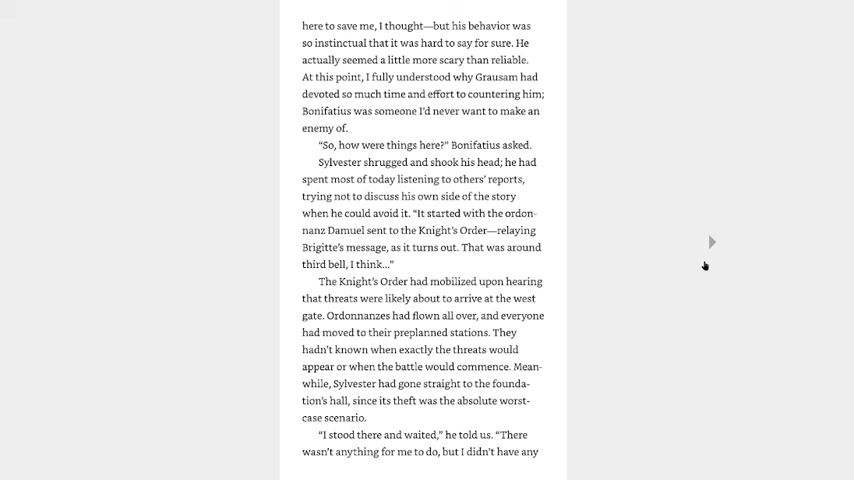 here to save me, I thought—but his behavior was
so instinctual that it was hard to say for sure. He
actually seemed a little more scary than reliable.
At this point, I fully understood why Grausam had
devoted so much time and effort to countering him;
Bonifatius was someone I'd never want to make an
enemy of.
“So, how were things here?” Bonifatius asked.
Sylvester shrugged and shook his head; he had
spent most of today listening to others’ reports,
trying not to discuss his own side of the story
when he could avoid it. “It started with the ordon-
nanz Damuel sent to the Knight’s Order—relaying
Brigitte’s message, as it turns out. That was around
third bell, I think...”
The Knight’s Order had mobilized upon hearing
that threats were likely about to arrive at the west
gate. Ordonnanzes had flown all over, and everyone
had moved to their preplanned stations. They
hadn’t known when exactly the threats would
appear or when the battle would commence. Mean-
while, Sylvester had gone straight to the founda-
tion’s hall, since its theft was the absolute worst-
case scenario.
“I stood there and waited,” he told us. “There
wasn’t anything for me to do, but I didn’t have any